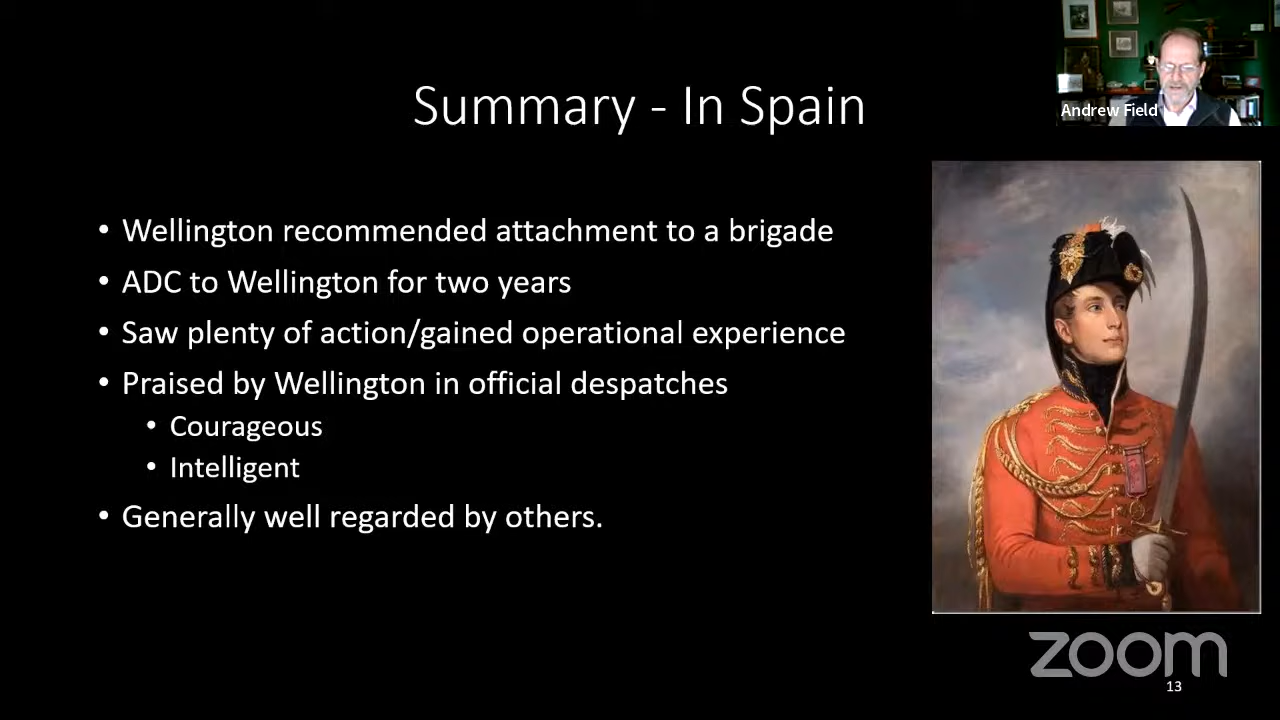 Summary - In Spain
Andrew Field
• Wellington recommended attachment to a brigade
• ADC to Wellington for two years
• Saw plenty of action/gained operational experience
• Praised by Wellington in official despatches
• Courageous
• Intelligent
• Generally well regarded by others.
zoom
13